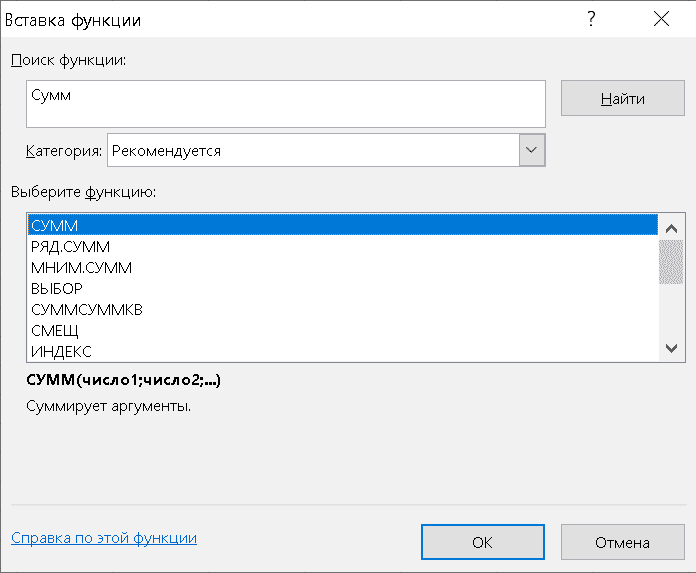 Вставка функции
?
Поиск функции:
Сумм
Найти
Категория: Рекомендуется
Выберите функцию:
СУММ
РЯД.СУММ
МНИМ.СУММ
ВЫБОР
СУММСУММКВ
СМЕЩ
ИНДЕКС
СУММ(число1;число2;...)
Суммирует аргументы.
Справка по этой функции
ОК
Отмена